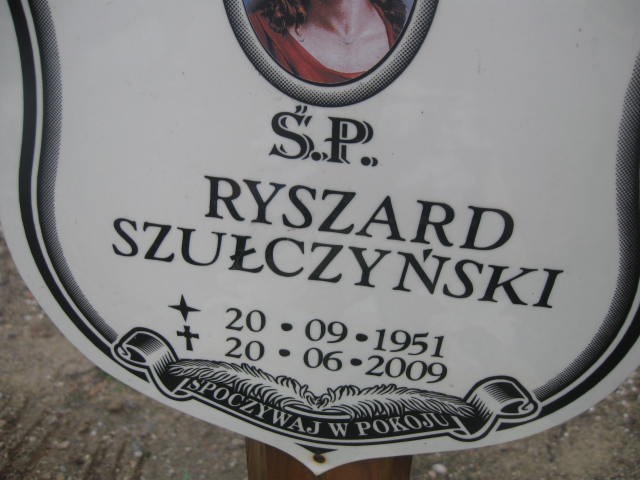 Ś.P.
RYSZARD
SZUŁCZYŃSKI
20 • 09 • 1951
20 • 06 • 2009
SPOCZYWAJ W POKOJU